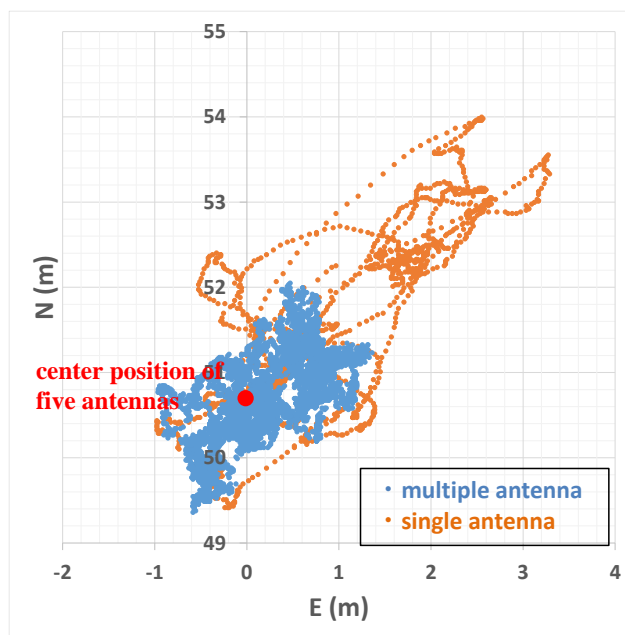 55
54
53
52
50
49
N (m)
center position of
five antennas
multiple antenna
single antenna
-2 -1 0 1 2 3 4
E (m)